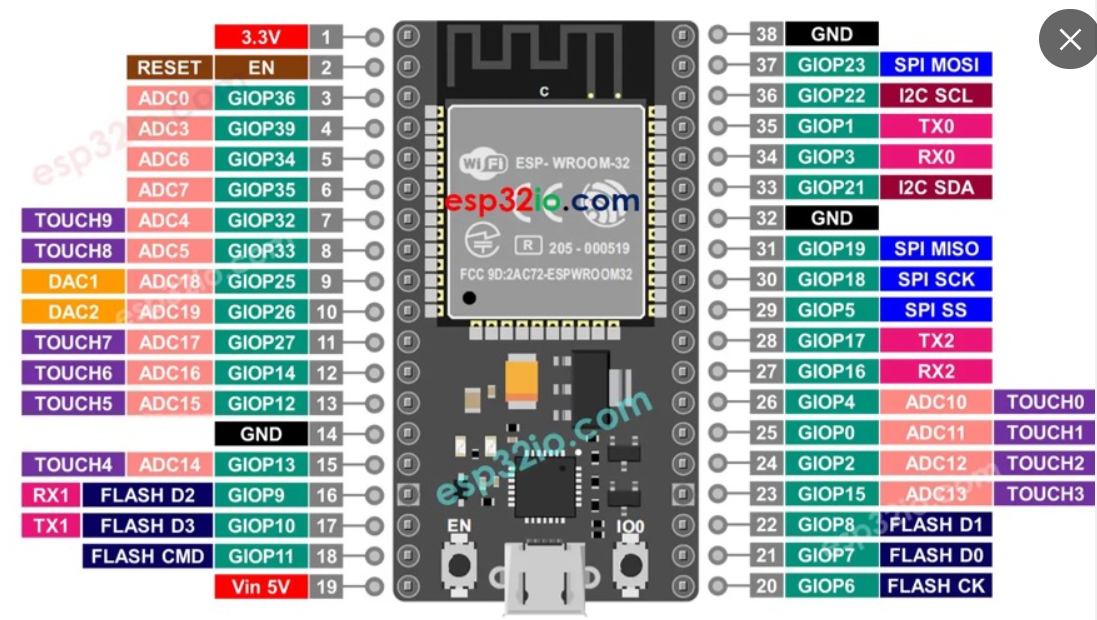 3.3V 1
RESET EN 2
ADC0 GIOP36 3
ADC3 GIOP39 4
ADC6 GIOP34 5
ADC7 GIOP35 6
TOUCH9 ADC4 GIOP32 7
TOUCH8 ADC5 GIOP33 8
DAC1 ADC18 GIOP25 9
DAC2 ADC19 GIOP26 10
TOUCH7 ADC17 GIOP27 11
TOUCH6 ADC16 GIOP14 12
TOUCH5 ADC15 GIOP12 13
GND 14
TOUCH4 ADC14 GIOP13 15
RX1 FLASH D2 GIOP9 16
TX1 FLASH D3 GIOP10 17
FLASH CMD GIOP11 18
Vin 5V 19
C
WiFi ESP- WROOM-32
esp32io.com
CE
R 205 - 000519
FCC 9D:2AC72-ESPWROOM32
esp32io.com
EN
IO0
38 GND
37 GIOP23 SPI MOSI
36 GIOP22 I2C SCL
35 GIOP1 TX0
34 GIOP3 RX0
33 GIOP21 I2C SDA
32 GND
31 GIOP19 SPI MISO
30 GIOP18 SPI SCK
29 GIOP5 SPI SS
28 GIOP17 TX2
27 GIOP16 RX2
26 GIOP4 ADC10 TOUCH0
25 GIOP0 ADC11 TOUCH1
24 GIOP2 ADC12 TOUCH2
23 GIOP15 ADC13 TOUCH3
22 GIOP8 FLASH D1
21 GIOP7 FLASH D0
20 GIOP6 FLASH CK
esp32io.com
esp32io.com
esp32io.com